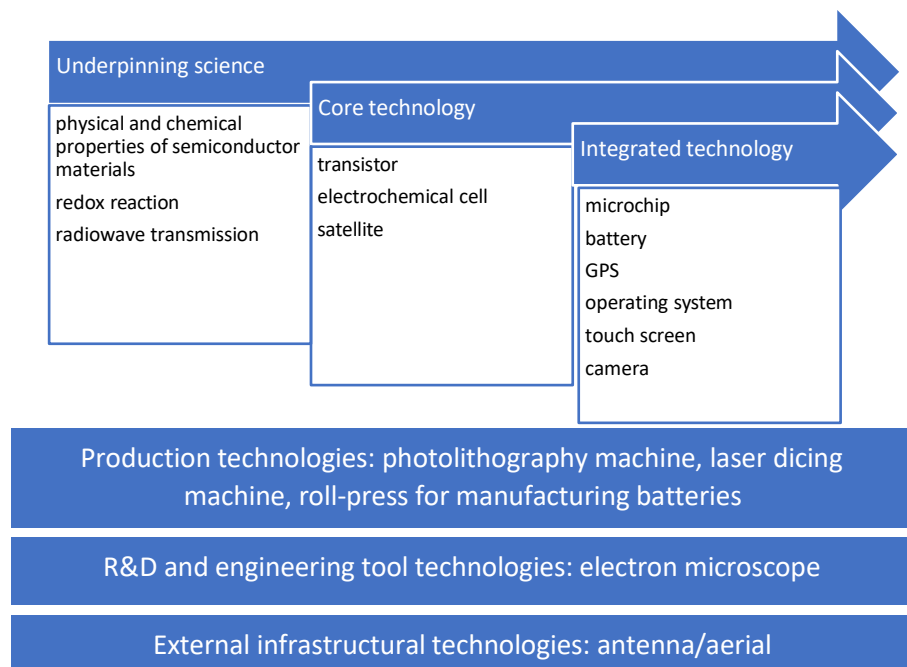 Underpinning science
physical and chemical
properties of semiconductor
materials
redox reaction
radiowave transmission
Core technology
transistor
electrochemical cell
satellite
Integrated technology
microchip
battery
GPS
operating system
touch screen
camera
Production technologies: photolithography machine, laser dicing
machine, roll-press for manufacturing batteries
R&D and engineering tool technologies: electron microscope
External infrastructural technologies: antenna/aerial